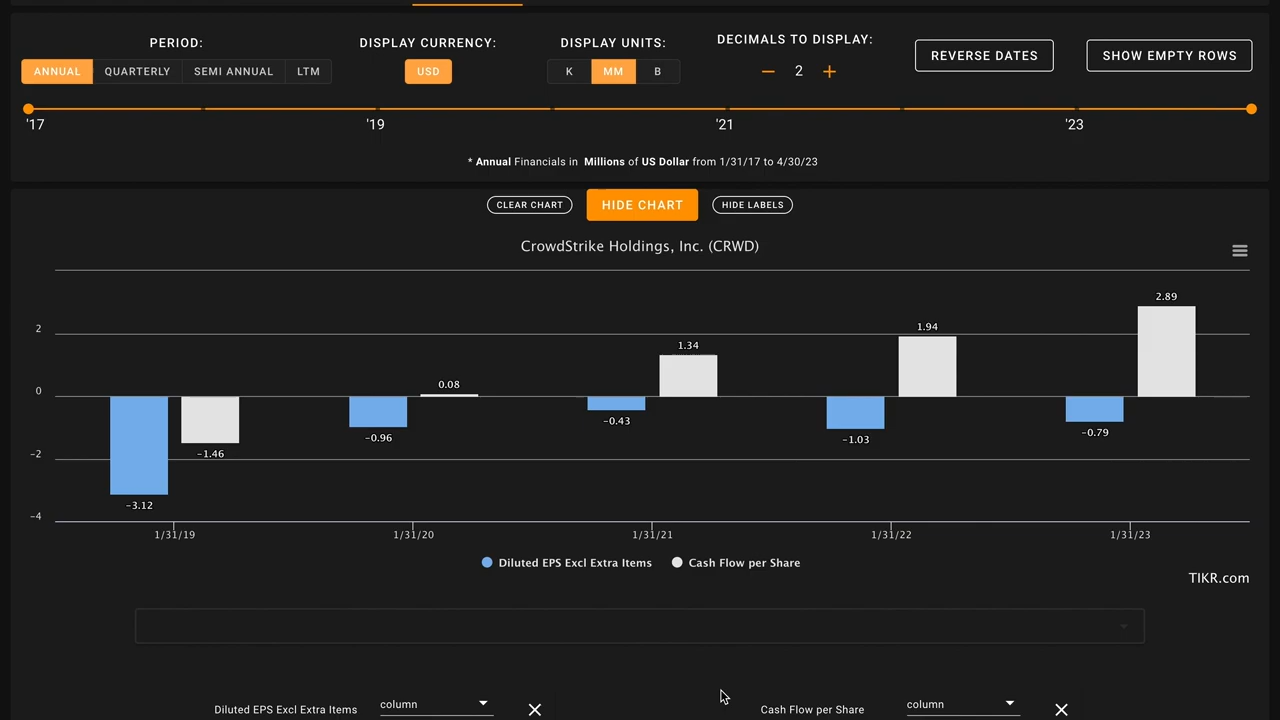 PERIOD:
DISPLAY CURRENCY:
DISPLAY UNITS:
DECIMALS TO DISPLAY:
ANNUAL QUARTERLY SEMI ANNUAL LTM
USD
K MM B
− 2 +
REVERSE DATES
SHOW EMPTY ROWS
'17 '19 '21 '23
* Annual Financials in Millions of US Dollar from 1/31/17 to 4/30/23
CLEAR CHART
HIDE CHART
HIDE LABELS
CrowdStrike Holdings, Inc. (CRWD)
2.89
1.94
2
1.34
0.08
0
−0.43
−0.79
−0.96
−1.03
−1.46
−2
−3.12
−4
1/31/19 1/31/20 1/31/21 1/31/22 1/31/23
Diluted EPS Excl Extra Items Cash Flow per Share
TIKR.com
Diluted EPS Excl Extra Items column
Cash Flow per Share column